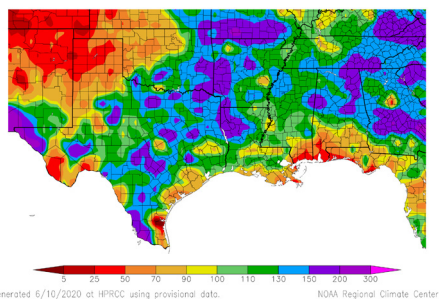 5 25 50 70 90 100 110 130 150 200 300
enerated 6/10/2020 at HPRCC using provisional data. NOAA Regional Climate Center